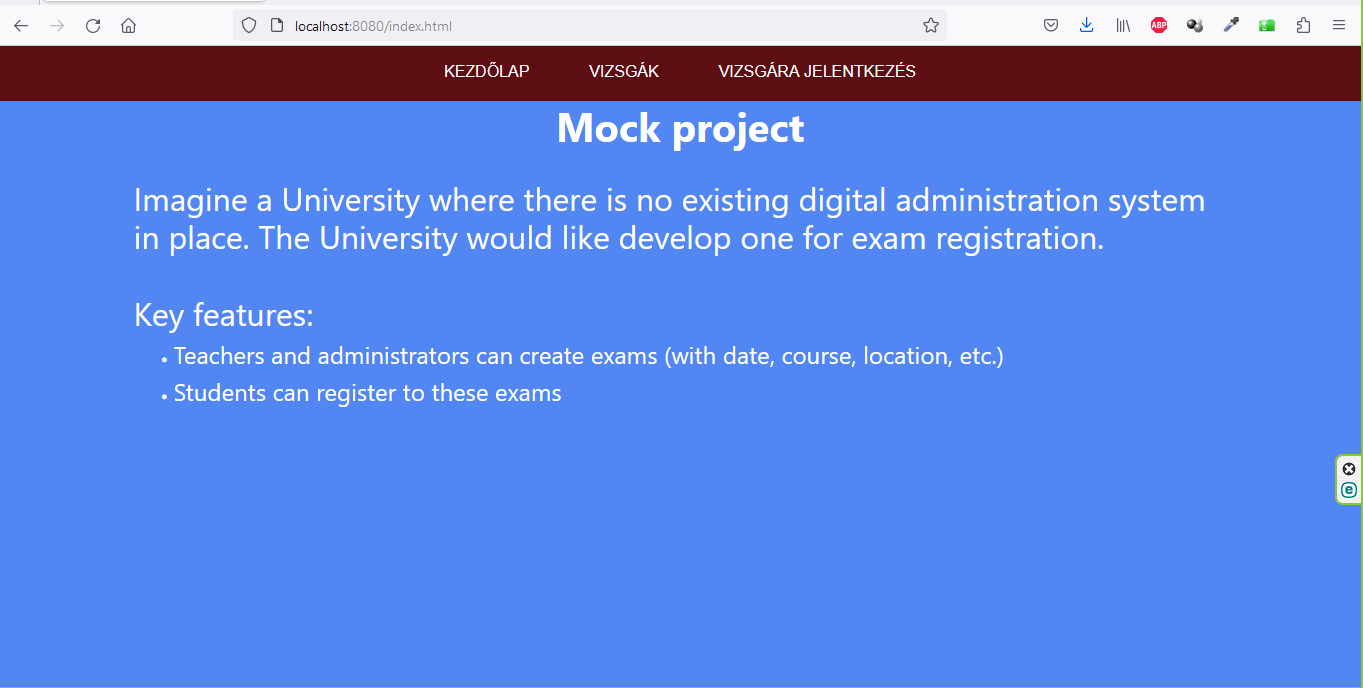 localhost:8080/index.html
ABP
KEZDŐLAP VIZSGÁK VIZSGÁRA JELENTKEZÉS
Mock project
Imagine a University where there is no existing digital administration system
in place. The University would like develop one for exam registration.
Key features:
• Teachers and administrators can create exams (with date, course, location, etc.)
• Students can register to these exams
e